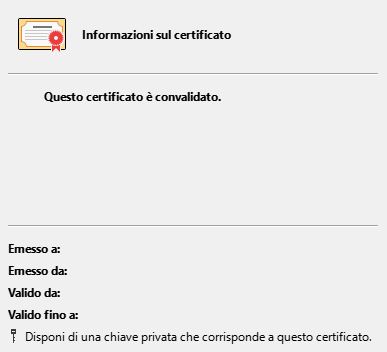 Informazioni sul certificato
Questo certificato è convalidato.
Emesso a:
Emesso da:
Valido da:
Valido fino a:
Disponi di una chiave privata che corrisponde a questo certificato.